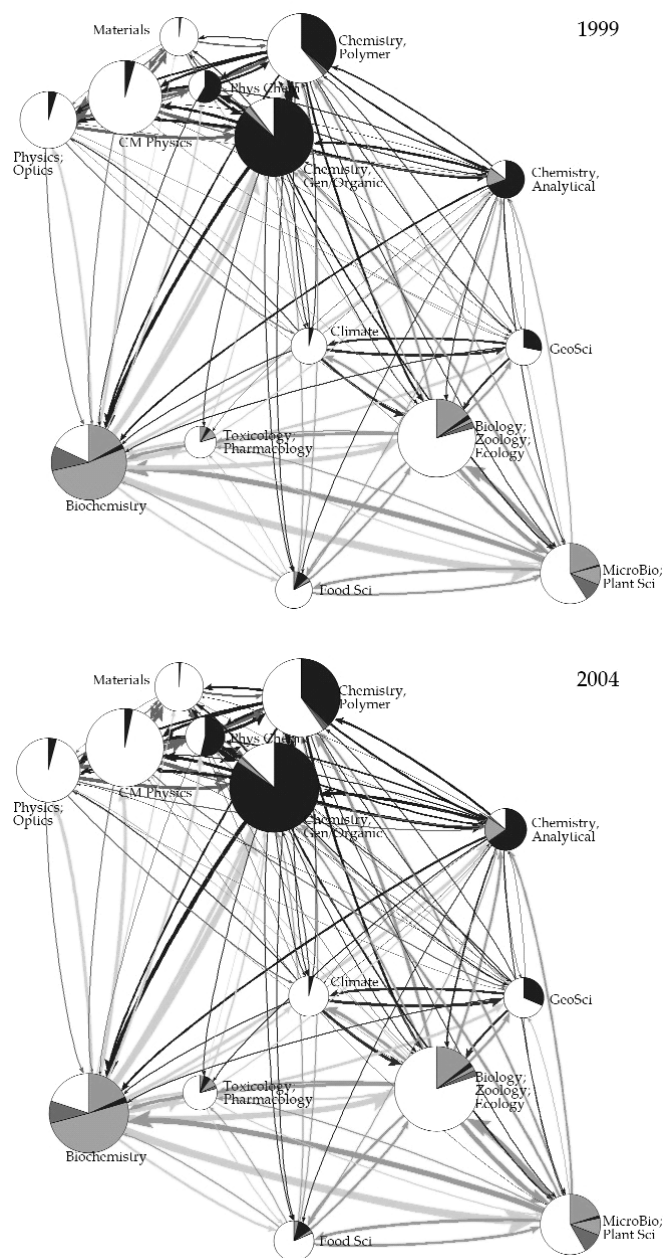 1999
Materials
Chemistry,
Polymer
Phys Chem
CM Physics
Physics;
Optics
Chemistry,
Gen/Organic
Chemistry,
Analytical
Climate
GeoSci
Toxicology;
Pharmacology
Biology;
Zoology;
Ecology
Biochemistry
Food Sci
MicroBio;
Plant Sci
2004
Materials
Chemistry,
Polymer
Phys Chem
CM Physics
Physics;
Optics
Chemistry,
Gen/Organic
Chemistry,
Analytical
Climate
GeoSci
Toxicology;
Pharmacology
Biology;
Zoology;
Ecology
Biochemistry
Food Sci
MicroBio;
Plant Sci